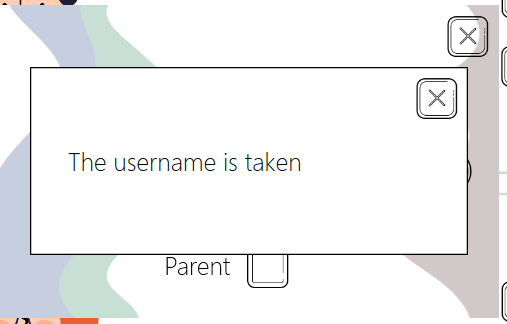 The username is taken
Parent